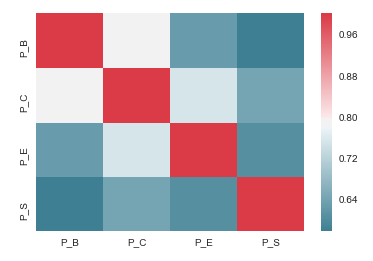 P_B
P_C
P_E
P_S
P_B P_C P_E P_S
0.96
0.88
0.80
0.72
0.64